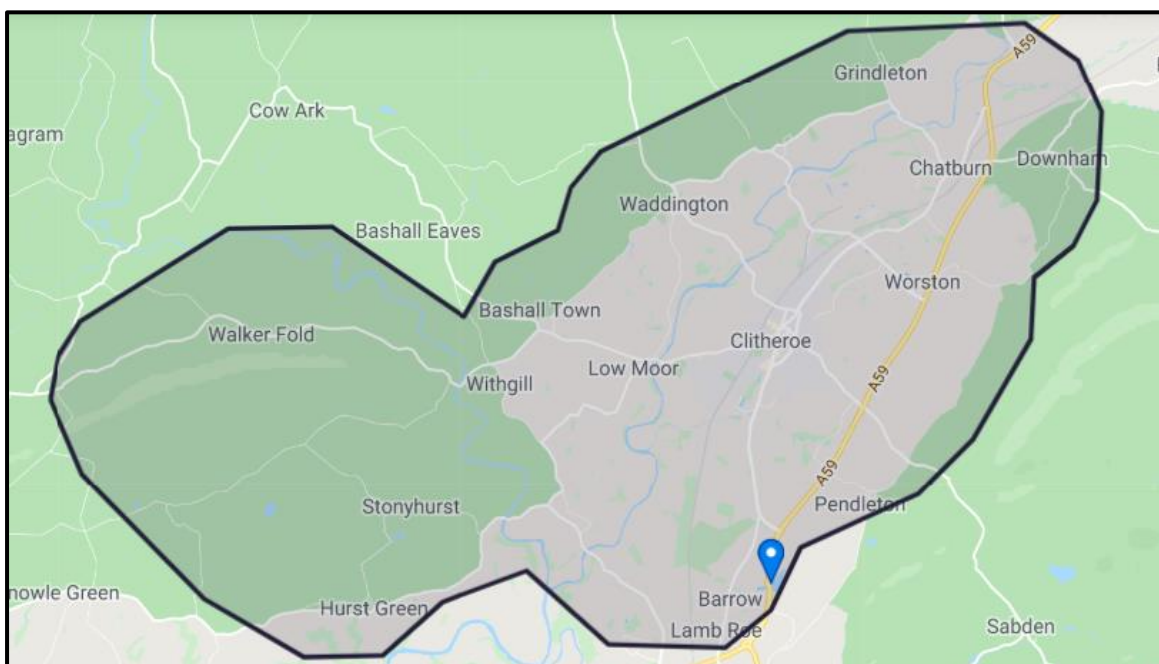 A59
Grindleton
Cow Ark
agram
Chatburn
Downham
Waddington
Bashall Eaves
Worston
Bashall Town
Walker Fold
Clitheroe
Low Moor
Withgill
A59
A59
Pendleton
Stonyhurst
nowle Green
Barrow
Hurst Green
Lamb Roe
Sabden